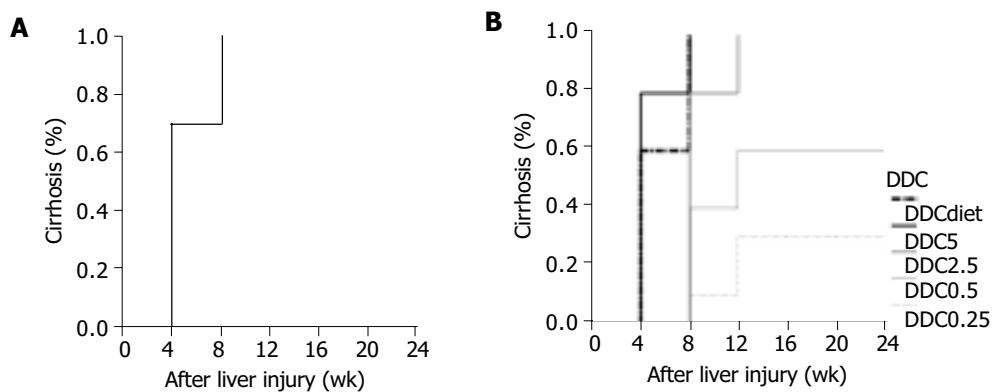 A
1.0
0.8
0.6
0.4
0.2
0.0
Cirrhosis (%)
0 4 8 12 16 20 24
After liver injury (wk)
B
1.0
0.8
0.6
0.4
0.2
0.0
Cirrhosis (%)
0 4 8 12 16 20 24
After liver injury (wk)
DDC
DDCdiet
DDC5
DDC2.5
DDC0.5
DDC0.25